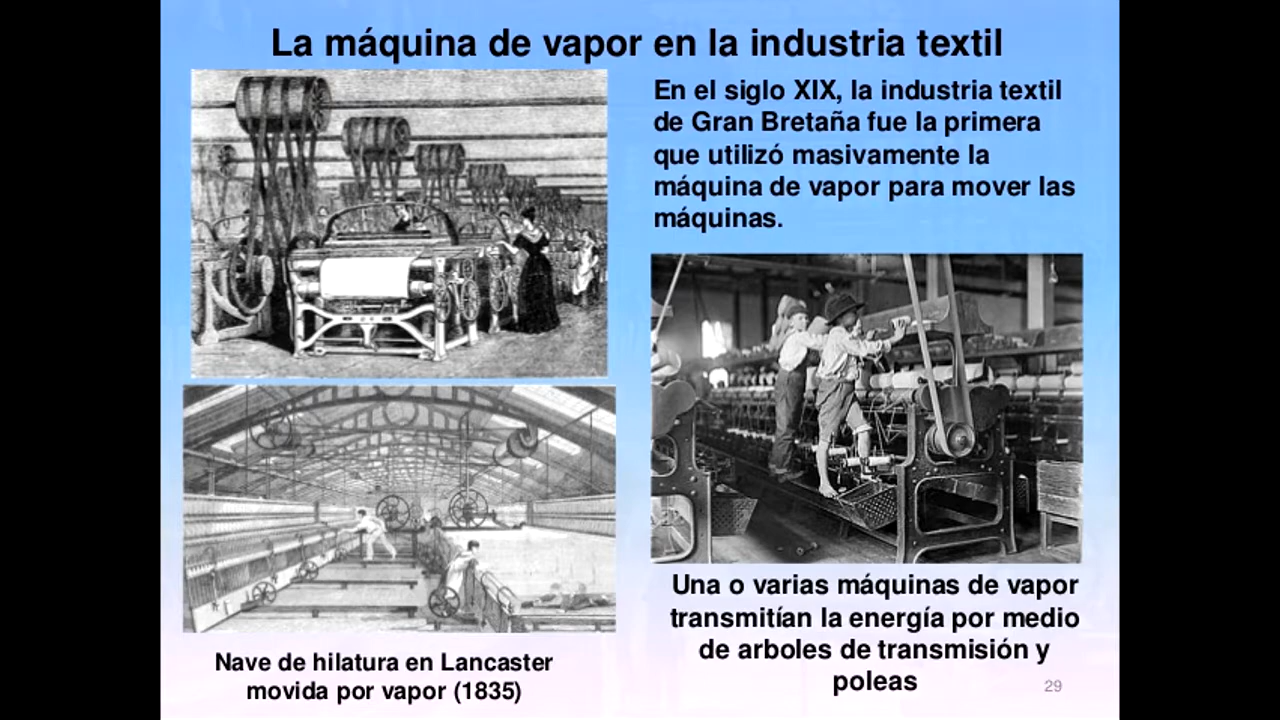 La máquina de vapor en la industria textil
En el siglo XIX, la industria textil
de Gran Bretaña fue la primera
que utilizó masivamente la
máquina de vapor para mover las
máquinas.
Nave de hilatura en Lancaster
movida por vapor (1835)
Una o varias máquinas de vapor
transmitían la energía por medio
de arboles de transmisión y
poleas
29